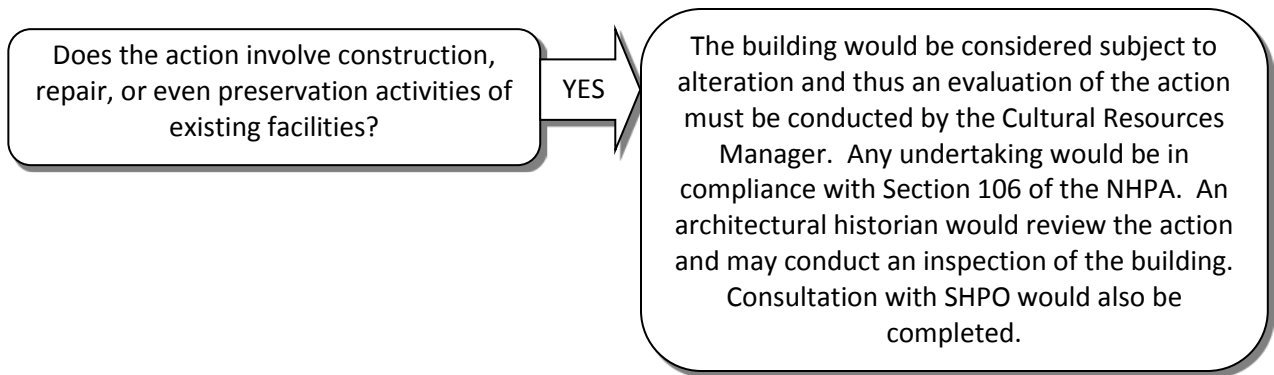 Does the action involve construction,
repair, or even preservation activities of
existing facilities?
YES
The building would be considered subject to
alteration and thus an evaluation of the action
must be conducted by the Cultural Resources
Manager.  Any undertaking would be in
compliance with Section 106 of the NHPA.  An
architectural historian would review the action
and may conduct an inspection of the building.
Consultation with SHPO would also be
completed.